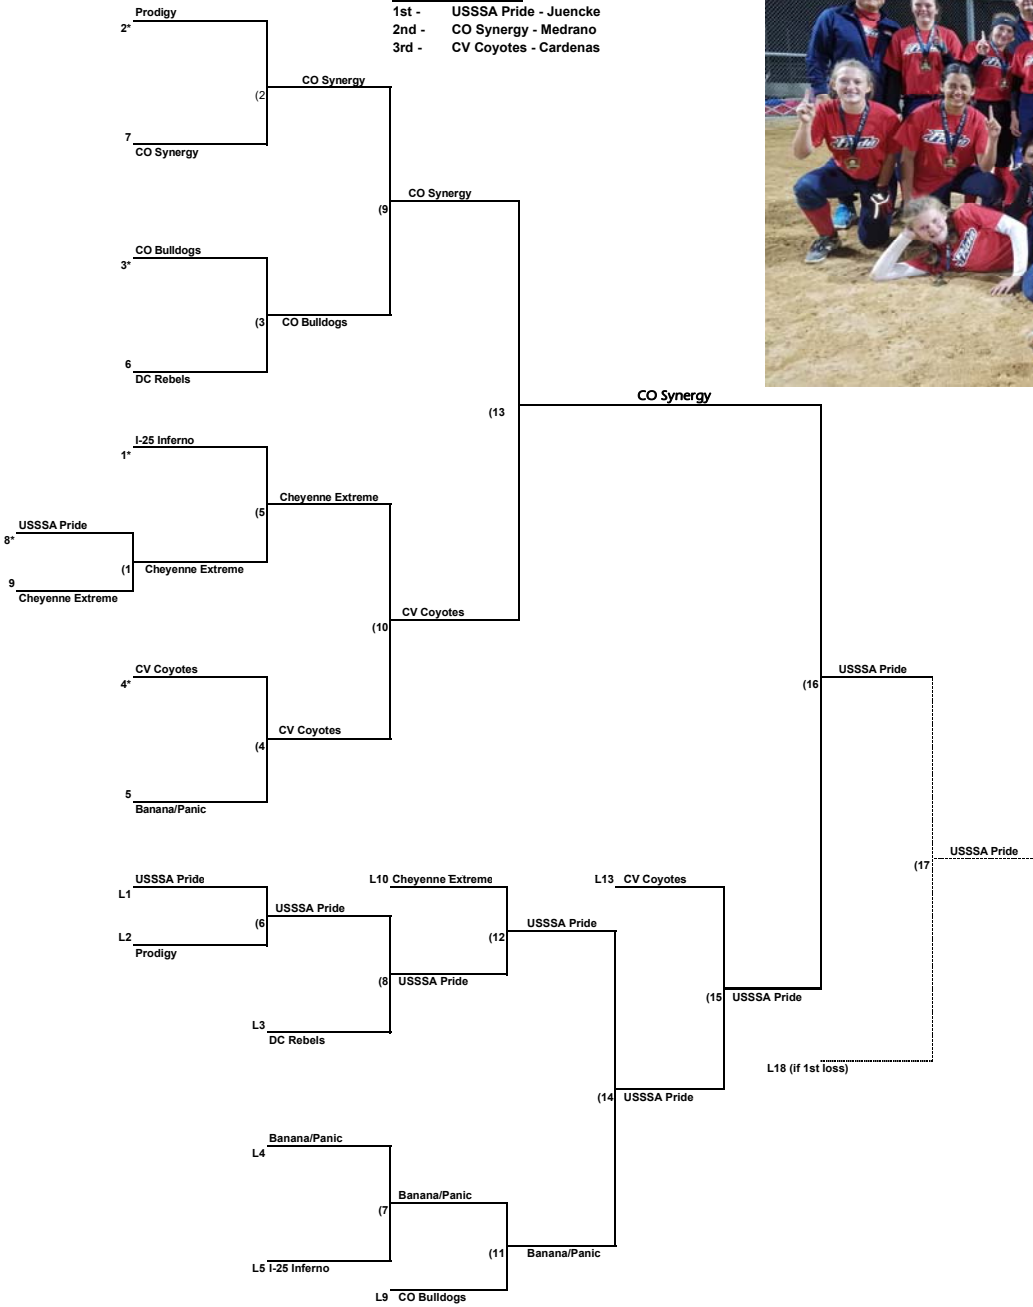 1st - USSSA Pride - Juencke
2nd - CO Synergy - Medrano
3rd - CV Coyotes - Cardenas
Prodigy
2*
(2
CO Synergy
7
CO Synergy
CO Synergy
(9
CO Bulldogs
3*
(3
CO Bulldogs
6
DC Rebels
CO Synergy
(13
I-25 Inferno
1*
Cheyenne Extreme
(5
USSSA Pride
8*
(1
Cheyenne Extreme
9
Cheyenne Extreme
CV Coyotes
(10
CV Coyotes
4*
CV Coyotes
(4
5
Banana/Panic
USSSA Pride
(16
USSSA Pride
(17
USSSA Pride
L1
USSSA Pride
(6
L2
Prodigy
L10 Cheyenne Extreme
USSSA Pride
(12
(8
USSSA Pride
L3
DC Rebels
L13 CV Coyotes
(15
USSSA Pride
L18 (if 1st loss)
(14
USSSA Pride
Banana/Panic
L4
Banana/Panic
(7
(11
Banana/Panic
L5 I-25 Inferno
L9 CO Bulldogs